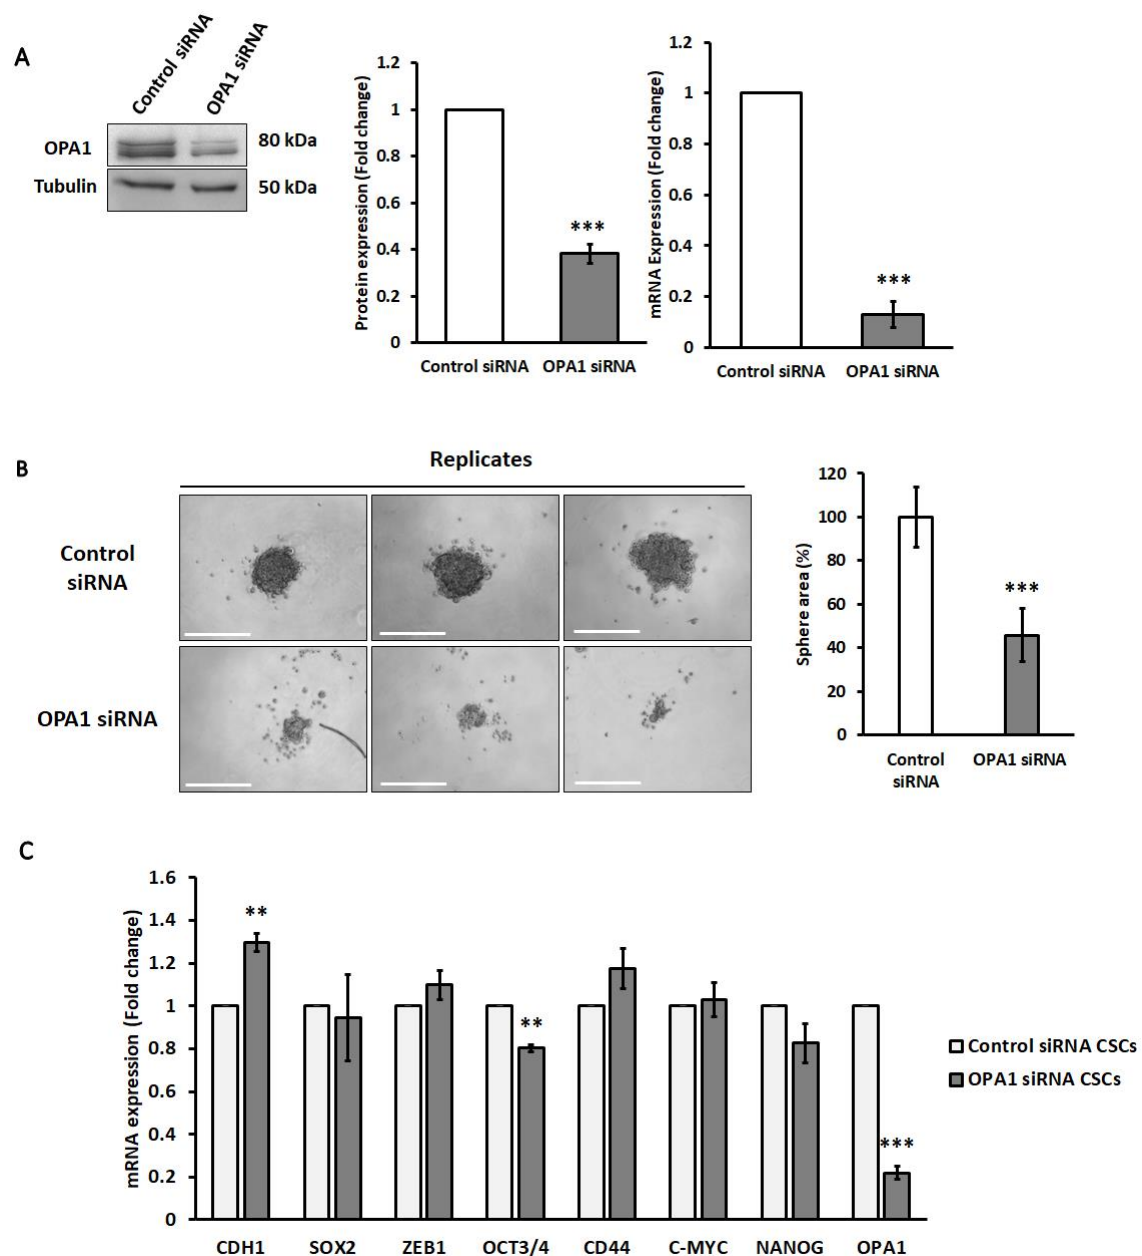 A
Control siRNA
OPA1 siRNA
OPA1
80 kDa
Tubulin
50 kDa
Protein expression (Fold change)
1.2
1
0.8
0.6
0.4
0.2
0
***
Control siRNA
OPA1 siRNA
mRNA Expression (Fold change)
1.2
1
0.8
0.6
0.4
0.2
0
***
Control siRNA
OPA1 siRNA
B
Replicates
Control
siRNA
OPA1 siRNA
Sphere area (%)
120
100
80
60
40
20
0
***
Control
siRNA
OPA1 siRNA
C
mRNA expression (Fold change)
1.6
1.4
1.2
1
0.8
0.6
0.4
0.2
0
**
**
***
CDH1
SOX2
ZEB1
OCT3/4
CD44
C-MYC
NANOG
OPA1
Control siRNA CSCs
OPA1 siRNA CSCs